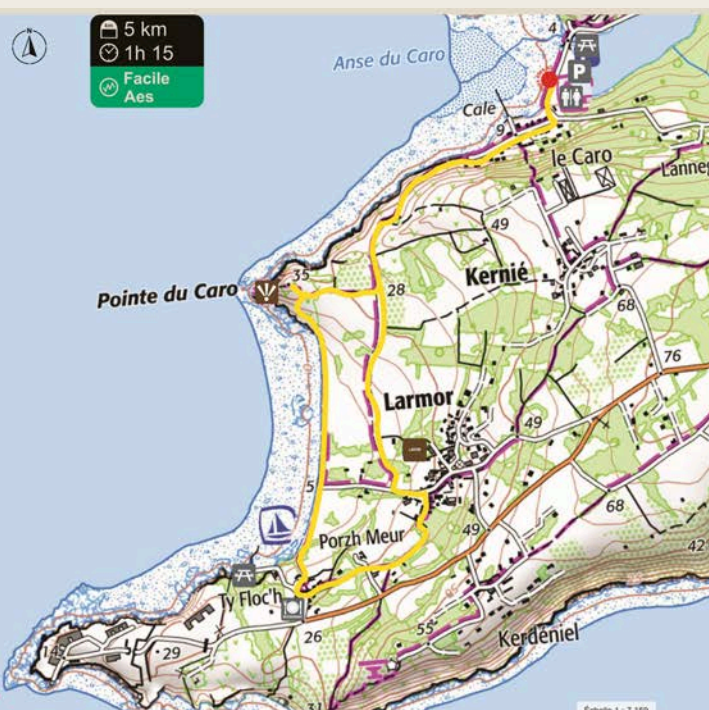 N
5 km
1h 15
Facile
Aes
4
Anse du Caro
P
Cale
9
le Caro
49
Kernié
35
Pointe du Caro
28
68
76
Larmor
49
5
68
Porzh Meur
49
42
Ty Floc'h
26
55
Kerdéniel
14
29
31